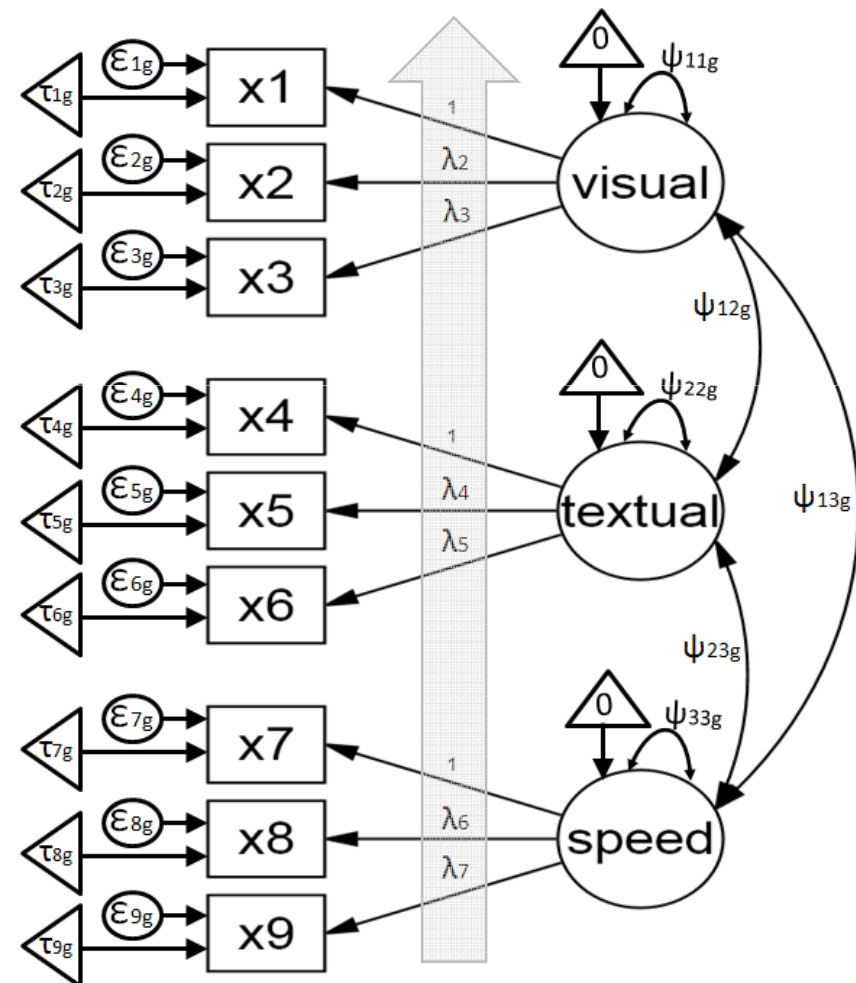 0
ψ11g
τ1g ε1g x1 1
τ2g ε2g x2 λ2 visual
τ3g ε3g x3 λ3
ψ12g
0
ψ22g
τ4g ε4g x4 1
τ5g ε5g x5 λ4 textual ψ13g
τ6g ε6g x6 λ5
ψ23g
0
ψ33g
τ7g ε7g x7 1
τ8g ε8g x8 λ6 speed
τ9g ε9g x9 λ7